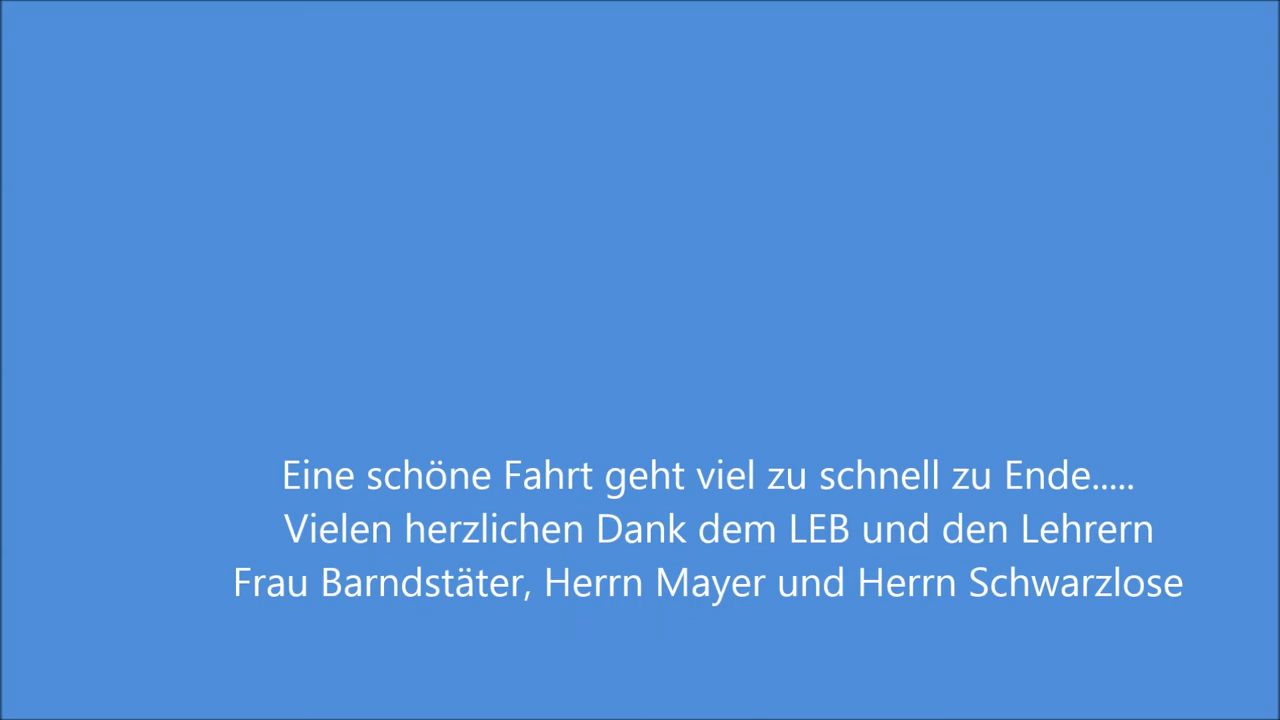 Eine schöne Fahrt geht viel zu schnell zu Ende.....
Vielen herzlichen Dank dem LEB und den Lehrern
Frau Barndstäter, Herrn Mayer und Herrn Schwarzlose